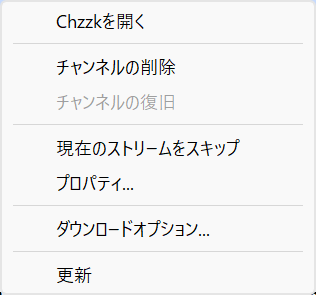 Chzzkを開く
チャンネルの削除
チャンネルの復旧
現在のストリームをスキップ
プロパティ...
ダウンロードオプション...
更新